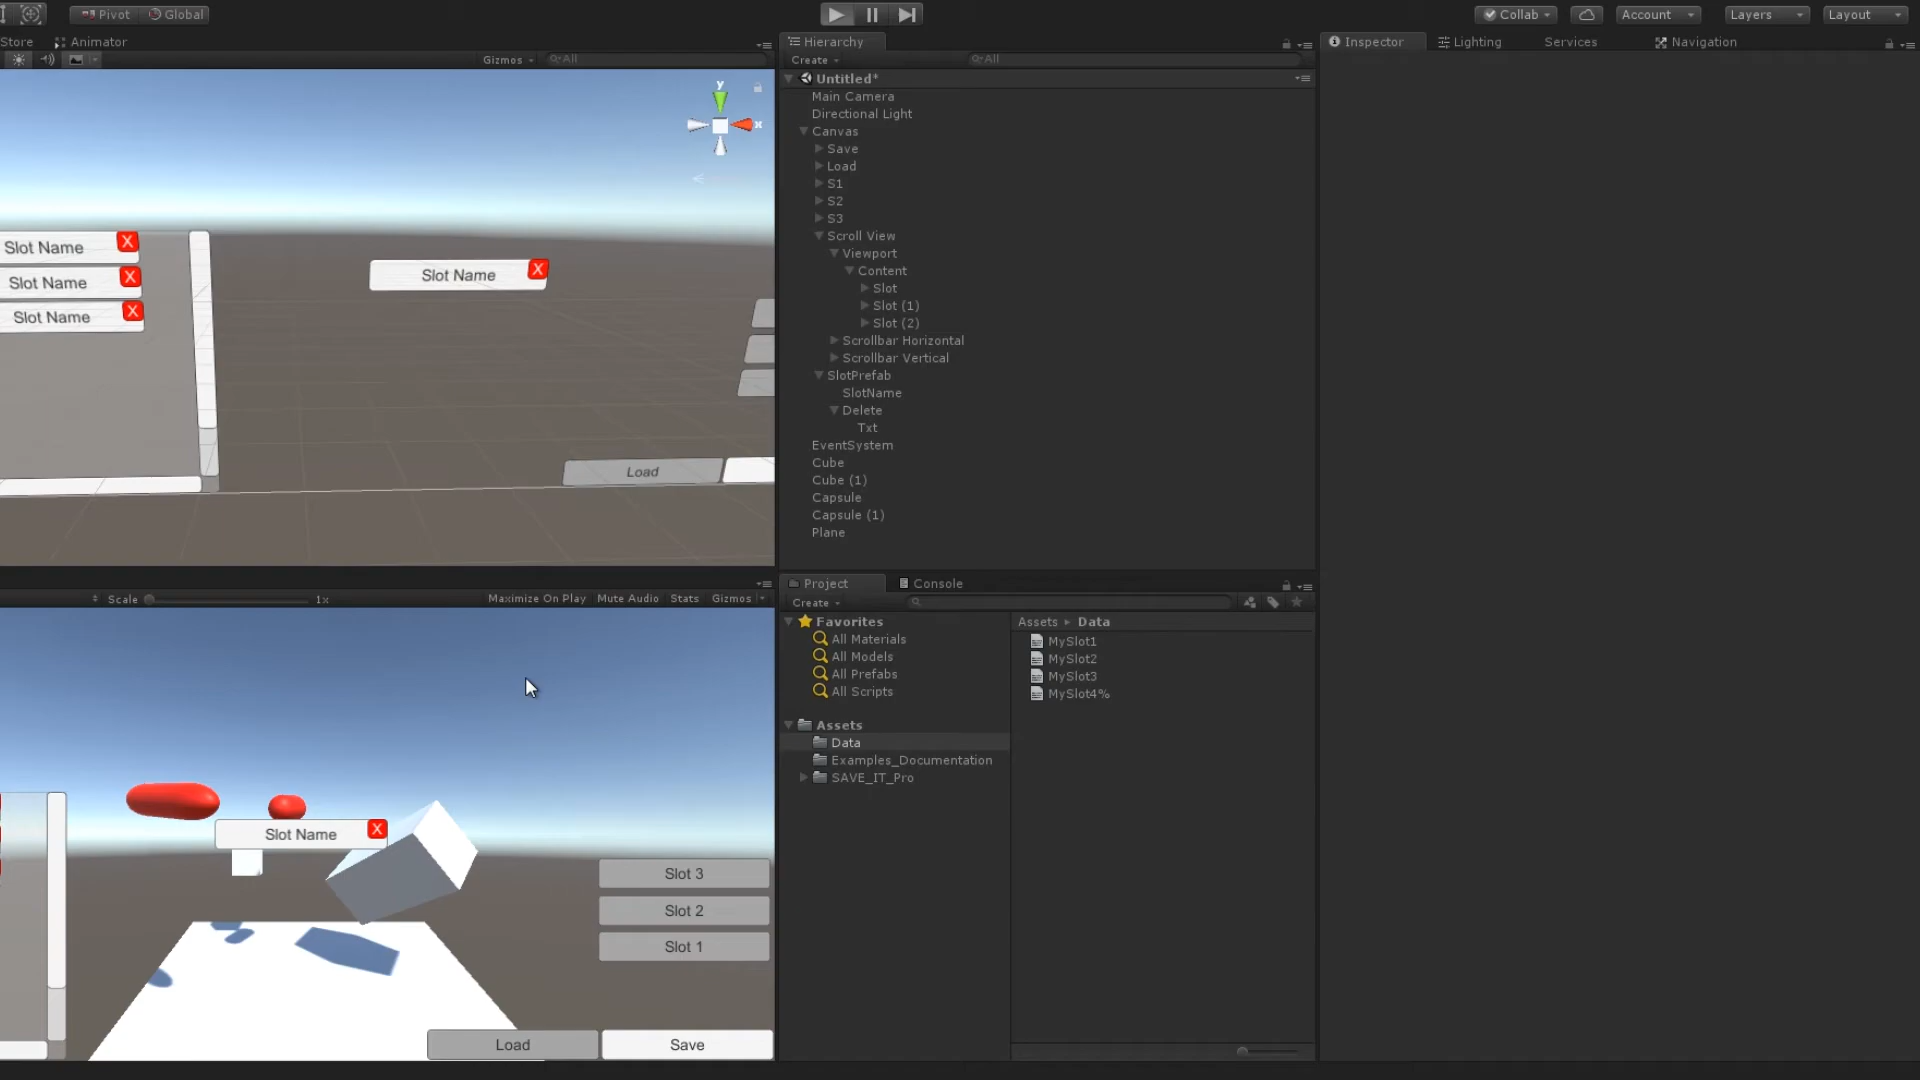 Pivot Global Collab Account Layers Layout
Store Animator
Gizmos All
y
x
Slot Name X
Slot Name X
Slot Name X
Slot Name X
Load
Hierarchy
Create All
Untitled*
Main Camera
Directional Light
Canvas
Save
Load
S1
S2
S3
Scroll View
Viewport
Content
Slot
Slot (1)
Slot (2)
Scrollbar Horizontal
Scrollbar Vertical
SlotPrefab
SlotName
Delete
Txt
EventSystem
Cube
Cube (1)
Capsule
Capsule (1)
Plane
Inspector Lighting Services Navigation
Scale 1x Maximize On Play Mute Audio Stats Gizmos
Slot Name X
Slot 3
Slot 2
Slot 1
Load Save
Project Console
Create
Favorites
All Materials
All Models
All Prefabs
All Scripts
Assets
Data
Examples_Documentation
SAVE_IT_Pro
Assets Data
MySlot1
MySlot2
MySlot3
MySlot4%